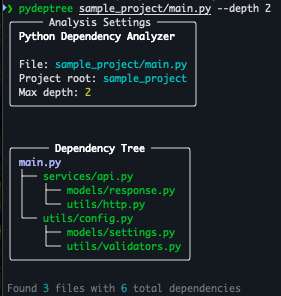 ❯ pydeptree sample_project/main.py --depth 2
Analysis Settings
Python Dependency Analyzer
File: sample_project/main.py
Project root: sample_project
Max depth: 2
Dependency Tree
main.py
├── services/api.py
│   ├── models/response.py
│   └── utils/http.py
└── utils/config.py
    ├── models/settings.py
    └── utils/validators.py
Found 3 files with 6 total dependencies